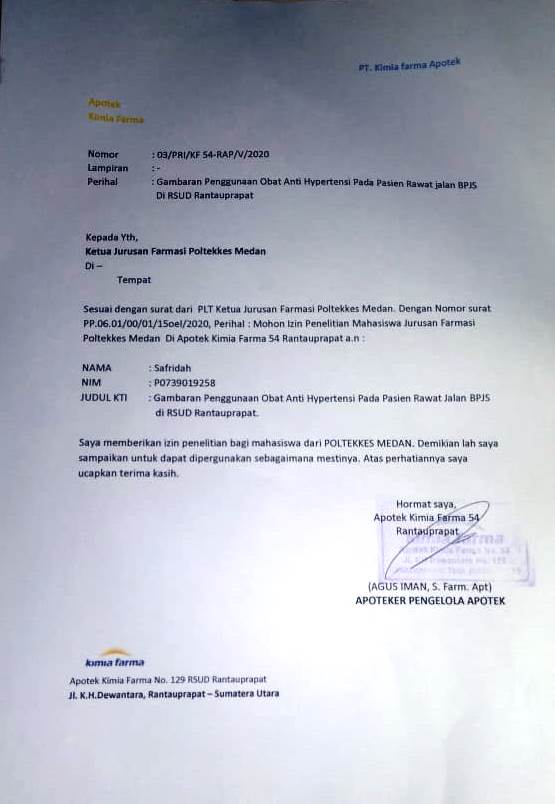 PT. Kimia farma Apotek
Apotek
Kimia Farma
Nomor : 03/PRI/KF 54-RAP/V/2020
Lampiran : -
Perihal : Gambaran Penggunaan Obat Anti Hypertensi Pada Pasien Rawat jalan BPJS
Di RSUD Rantauprapat
Kepada Yth,
Ketua Jurusan Farmasi Poltekkes Medan
Di –
Tempat
Sesuai dengan surat dari PLT Ketua Jurusan Farmasi Poltekkes Medan. Dengan Nomor surat
PP.06.01/00/01/15oel/2020, Perihal : Mohon Izin Penelitian Mahasiswa Jurusan Farmasi
Poltekkes Medan Di Apotek Kimia Farma 54 Rantauprapat a.n :
NAMA : Safridah
NIM : P0739019258
JUDUL KTI : Gambaran Penggunaan Obat Anti Hypertensi Pada Pasien Rawat Jalan BPJS
di RSUD Rantauprapat.
Saya memberikan izin penelitian bagi mahasiswa dari POLTEKKES MEDAN. Demikian lah saya
sampaikan untuk dapat dipergunakan sebagaimana mestinya. Atas perhatiannya saya
ucapkan terima kasih.
Hormat saya,
Apotek Kimia Farma 54
Rantauprapat
(AGUS IMAN, S. Farm. Apt)
APOTEKER PENGELOLA APOTEK
kimia farma
Apotek Kimia Farma No. 129 RSUD Rantauprapat
Jl. K.H.Dewantara, Rantauprapat – Sumatera Utara